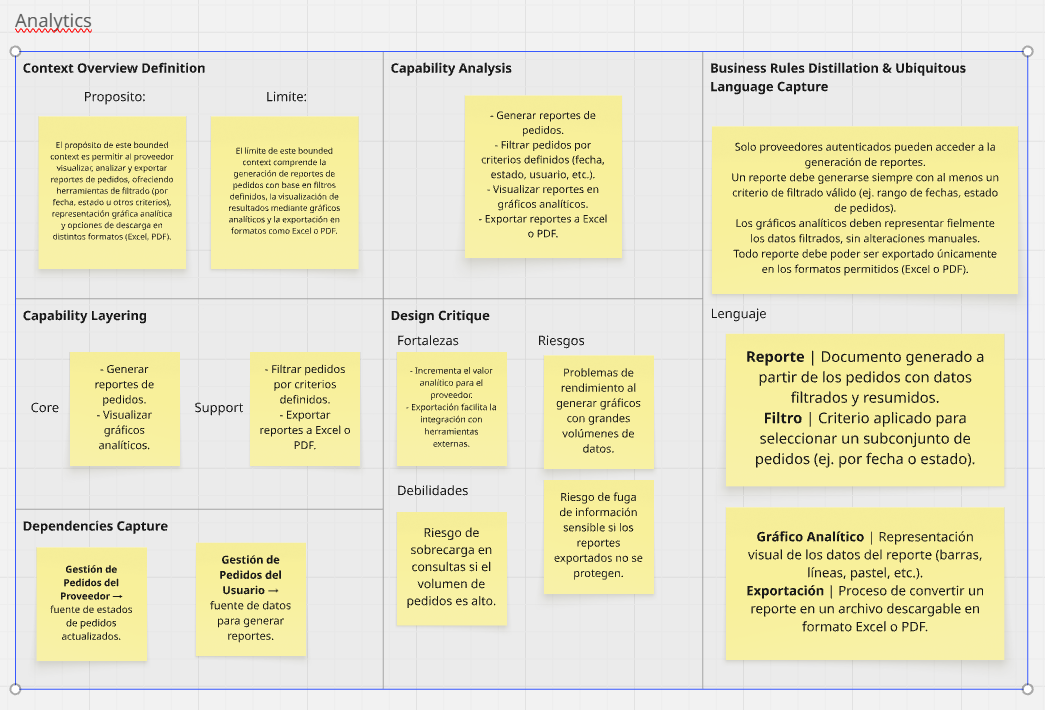 Analytics
Context Overview Definition
Proposito:
Limite:
El propósito de este bounded
context es permitir al proveedor
visualizar, analizar y exportar
reportes de pedidos, ofreciendo
herramientas de filtrado (por
fecha, estado u otros criterios),
representación gráfica analítica
y opciones de descarga en
distintos formatos (Excel, PDF).
El límite de este bounded
context comprende la
generación de reportes de
pedidos con base en filtros
definidos, la visualización de
resultados mediante gráficos
analíticos y la exportación en
formatos como Excel o PDF.
Capability Analysis
- Generar reportes de
pedidos.
- Filtrar pedidos por
criterios definidos (fecha,
estado, usuario, etc.).
- Visualizar reportes en
gráficos analíticos.
- Exportar reportes a Excel
o PDF.
Business Rules Distillation & Ubiquitous
Language Capture
Solo proveedores autenticados pueden acceder a la
generación de reportes.
Un reporte debe generarse siempre con al menos un
criterio de filtrado válido (ej. rango de fechas, estado
de pedidos).
Los gráficos analíticos deben representar fielmente
los datos filtrados, sin alteraciones manuales.
Todo reporte debe poder ser exportado únicamente
en los formatos permitidos (Excel o PDF).
Lenguaje
Reporte | Documento generado a
partir de los pedidos con datos
filtrados y resumidos.
Filtro | Criterio aplicado para
seleccionar un subconjunto de
pedidos (ej. por fecha o estado).
Gráfico Analítico | Representación
visual de los datos del reporte (barras,
líneas, pastel, etc.).
Exportación | Proceso de convertir un
reporte en un archivo descargable en
formato Excel o PDF.
Capability Layering
Core
- Generar
reportes de
pedidos.
- Visualizar
gráficos
analíticos.
Support
- Filtrar pedidos
por criterios
definidos.
- Exportar
reportes a Excel o
PDF.
Design Critique
Fortalezas
- Incrementa el valor
analítico para el
proveedor.
- Exportación facilita la
integración con
herramientas
externas.
Riesgos
Problemas de
rendimiento al
generar gráficos
con grandes
volúmenes de
datos.
Riesgo de fuga
de información
sensible si los
reportes
exportados no se
protegen.
Debilidades
Riesgo de
sobrecarga en
consultas si el
volumen de
pedidos es alto.
Dependencies Capture
Gestión de
Pedidos del
Proveedor →
fuente de estados
de pedidos
actualizados.
Gestión de
Pedidos del
Usuario →
fuente de datos
para generar
reportes.